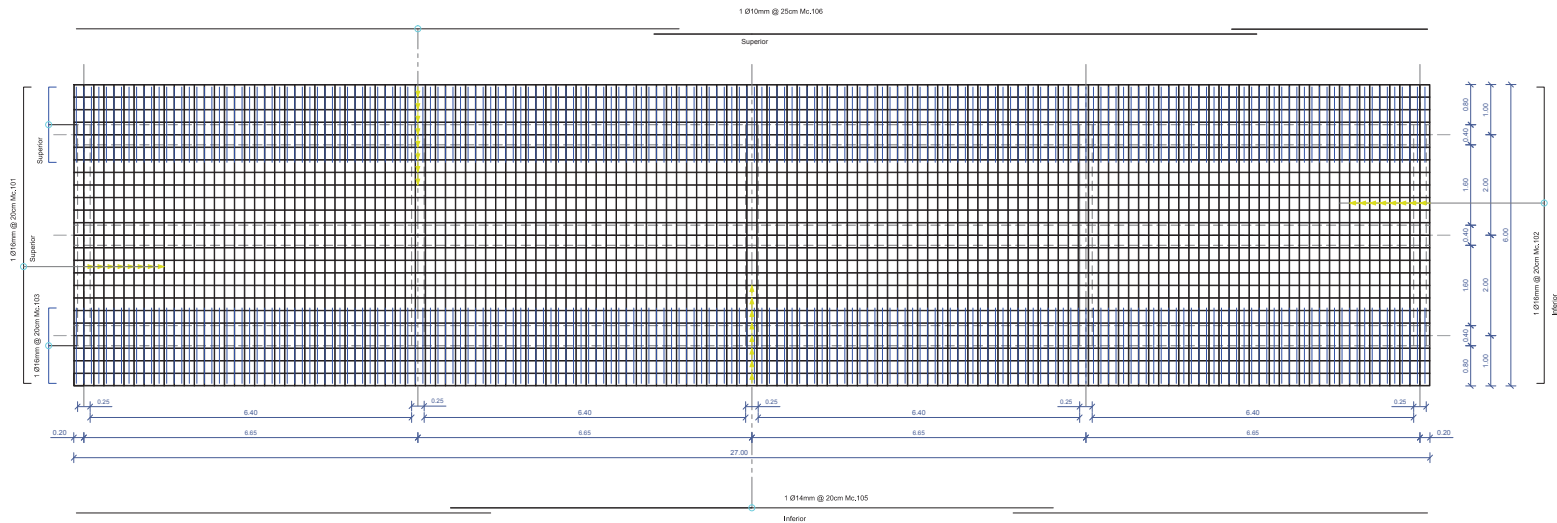 1 Ø10mm @ 25cm Mc.106
Superior
1 Ø16mm @ 20cm Mc.101
Superior
Superior
1 Ø16mm @ 20cm Mc.103
0.80
0.40
1.60
0.40
1.60
0.40
0.80
1.00
2.00
2.00
1.00
6.00
1 Ø16mm @ 20cm Mc.102
Inferior
0.25
0.25
0.25
0.25
6.40
6.40
6.40
6.40
0.20
6.65
6.65
6.65
6.65
0.20
27.00
1 Ø14mm @ 20cm Mc.105
Inferior